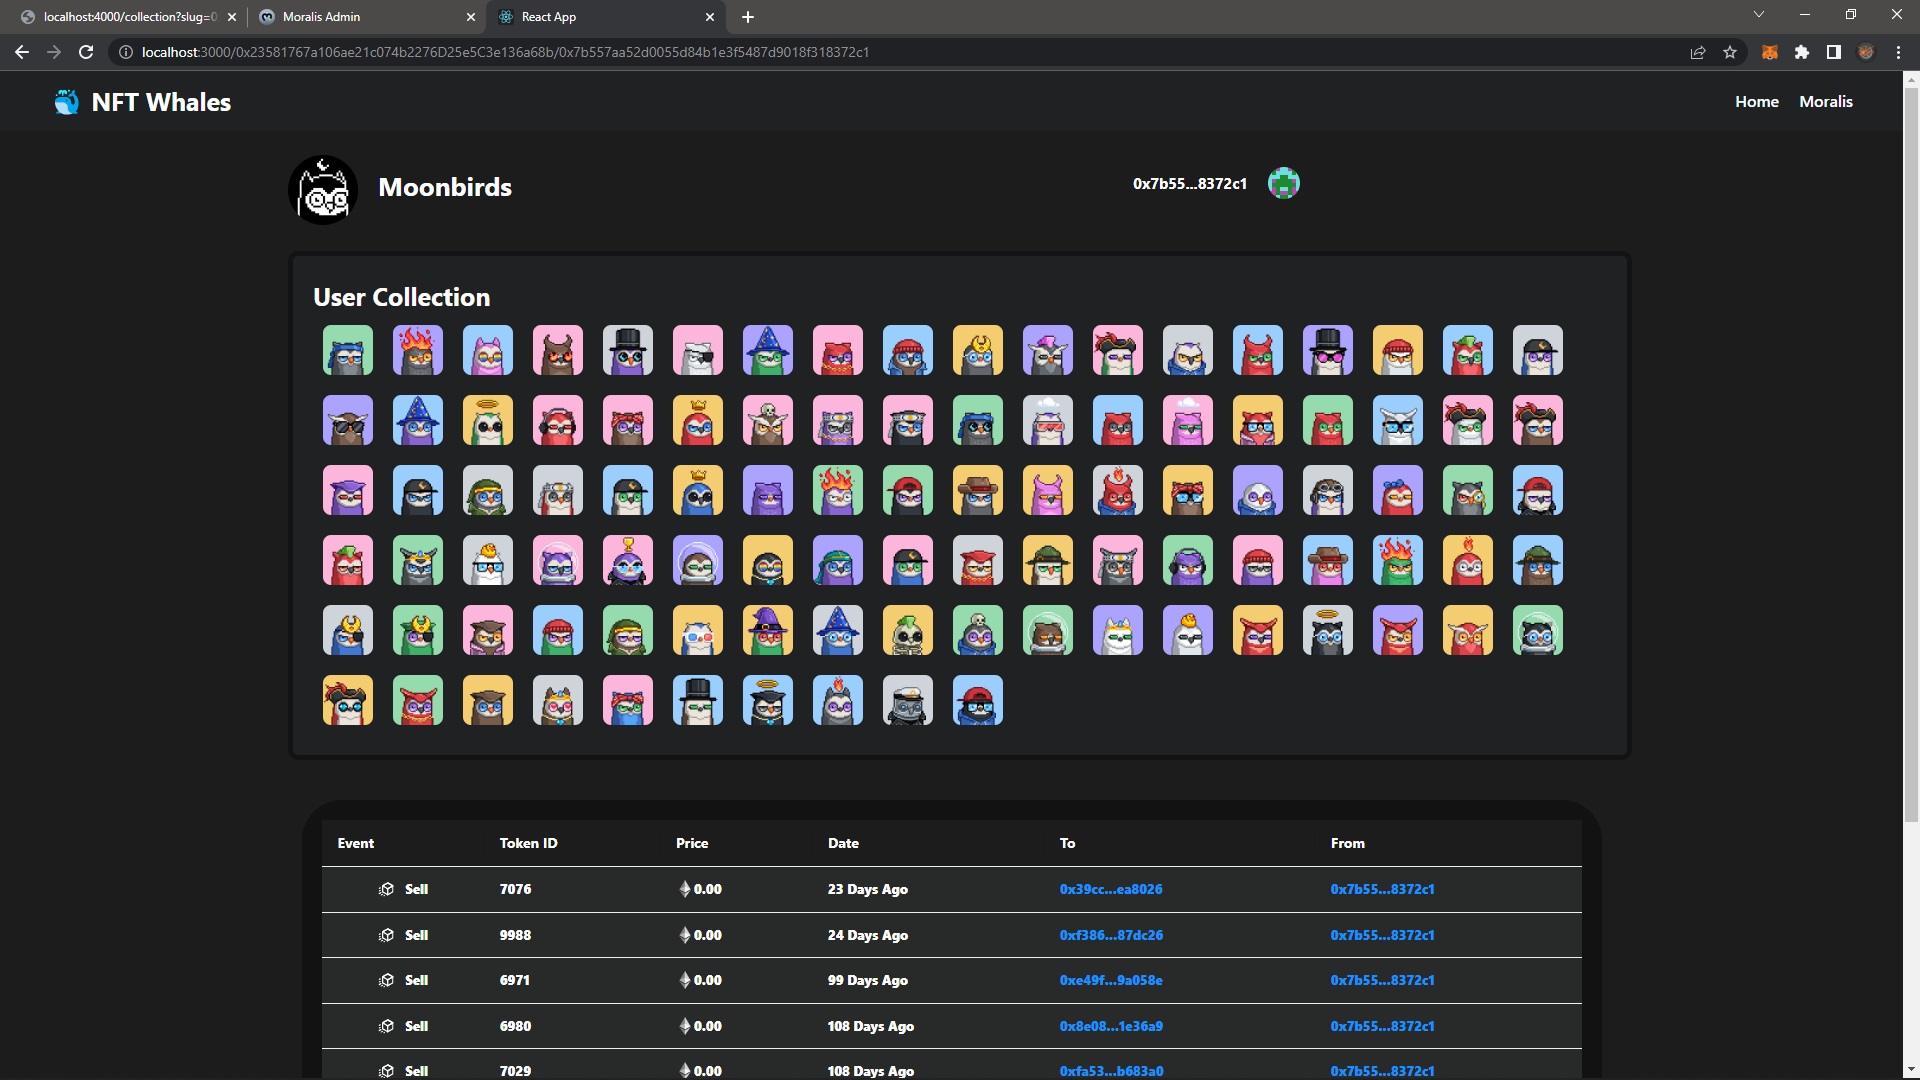 localhost:4000/collection?slug=0
Moralis Admin
React App
localhost:3000/0x23581767a106ae21c074b2276D25e5C3e136a68b/0x7b557aa52d0055d84b1e3f5487d9018f318372c1
NFT Whales
Home Moralis
Moonbirds
0x7b55...8372c1
User Collection
Event Token ID Price Date To From
Sell 7076 0.00 23 Days Ago 0x39cc...ea8026 0x7b55...8372c1
Sell 9988 0.00 24 Days Ago 0xf386...87dc26 0x7b55...8372c1
Sell 6971 0.00 99 Days Ago 0xe49f...9a058e 0x7b55...8372c1
Sell 6980 0.00 108 Days Ago 0x8e08...1e36a9 0x7b55...8372c1
Sell 7029 0.00 108 Days Ago 0xfa53...b683a0 0x7b55...8372c1